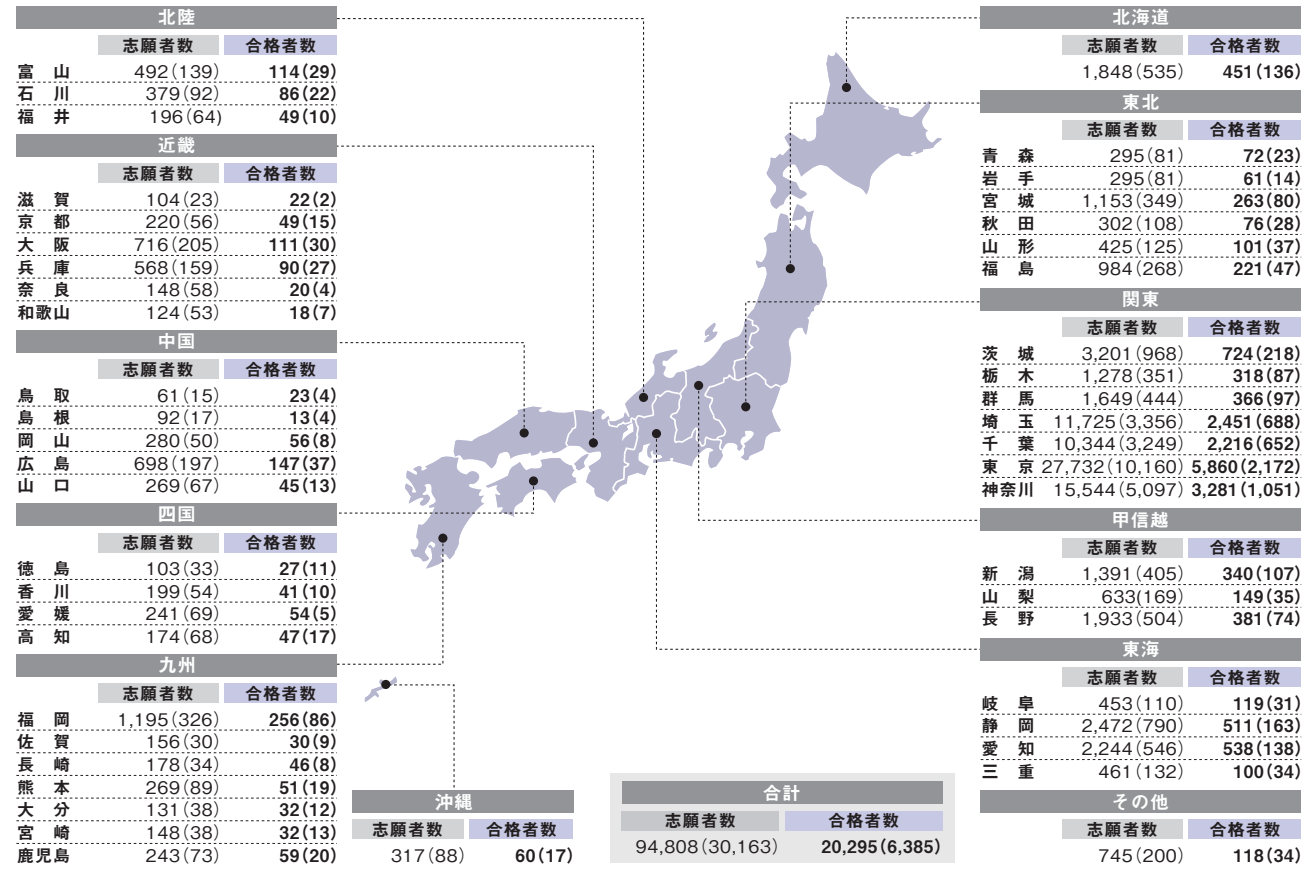 北陸
志願者数 合格者数
富山 492(139) 114(29)
石川 379(92) 86(22)
福井 196(64) 49(10)
近畿
志願者数 合格者数
滋賀 104(23) 22(2)
京都 220(56) 49(15)
大阪 716(205) 111(30)
兵庫 568(159) 90(27)
奈良 148(58) 20(4)
和歌山 124(53) 18(7)
中国
志願者数 合格者数
鳥取 61(15) 23(4)
島根 92(17) 13(4)
岡山 280(50) 56(8)
広島 698(197) 147(37)
山口 269(67) 45(13)
四国
志願者数 合格者数
徳島 103(33) 27(11)
香川 199(54) 41(10)
愛媛 241(69) 54(5)
高知 174(68) 47(17)
九州
志願者数 合格者数
福岡 1,195(326) 256(86)
佐賀 156(30) 30(9)
長崎 178(34) 46(8)
熊本 269(89) 51(19)
大分 131(38) 32(12)
宮崎 148(38) 32(13)
鹿児島 243(73) 59(20)
沖縄
志願者数 合格者数
317(88) 60(17)
合計
志願者数 合格者数
94,808(30,163) 20,295(6,385)
北海道
志願者数 合格者数
1,848(535) 451(136)
東北
志願者数 合格者数
青森 295(81) 72(23)
岩手 295(81) 61(14)
宮城 1,153(349) 263(80)
秋田 302(108) 76(28)
山形 425(125) 101(37)
福島 984(268) 221(47)
関東
志願者数 合格者数
茨城 3,201(968) 724(218)
栃木 1,278(351) 318(87)
群馬 1,649(444) 366(97)
埼玉 11,725(3,356) 2,451(688)
千葉 10,344(3,249) 2,216(652)
東京 27,732(10,160) 5,860(2,172)
神奈川 15,544(5,097) 3,281(1,051)
甲信越
志願者数 合格者数
新潟 1,391(405) 340(107)
山梨 633(169) 149(35)
長野 1,933(504) 381(74)
東海
志願者数 合格者数
岐阜 453(110) 119(31)
静岡 2,472(790) 511(163)
愛知 2,244(546) 538(138)
三重 461(132) 100(34)
その他
志願者数 合格者数
745(200) 118(34)